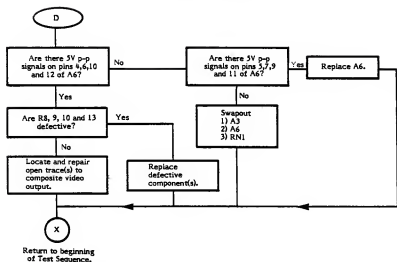 D
Are there 5V p-p
signals on pins 4,6,10
and 12 of A6?
No
Are there 5V p-p
signals on pins 5,7,9
and 11 of A6?
Yes
Replace A6.
Yes
No
Are R8, 9, 10 and 13
defective?
Yes
Swapout
1) A3
2) A6
3) RN1
No
Locate and repair
open trace(s) to
composite video
output.
Replace
defective
component(s).
X
Return to beginning
of Test Sequence.